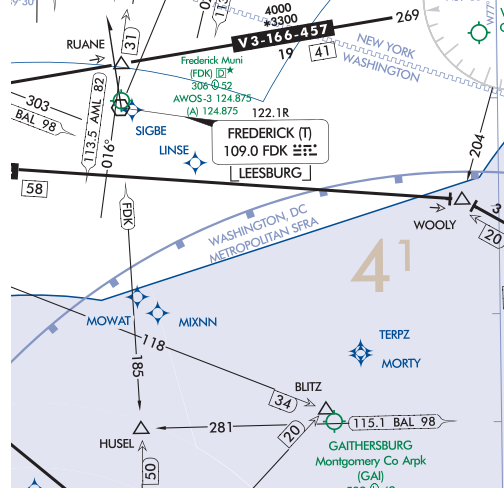 4000
*3300
V3-166-457
269
19
41
RUANE
31
Frederick Muni
(FDK) D★
306 L 52
AWOS-3 124.875
(A) 124.875
NEW YORK
WASHINGTON
303
BAL 98
113.5 AML 82
016°
122.1R
FREDERICK (T)
109.0 FDK
LEESBURG
SIGBE
LINSE
204
58
FDK
WOOLY
20
3
WASHINGTON, DC
METROPOLITAN SFRA
41
MOWAT
MIXNN
118
TERPZ
MORTY
185
BLITZ
34
20
115.1 BAL 98
281
HUSEL
50
GAITHERSBURG
Montgomery Co Arpk
(GAI)